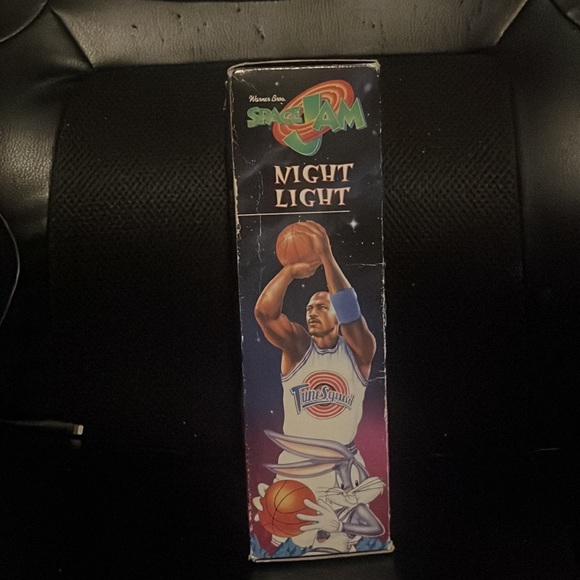 Warner Bros.
SPACE JAM
NIGHT
LIGHT
TuneSquad